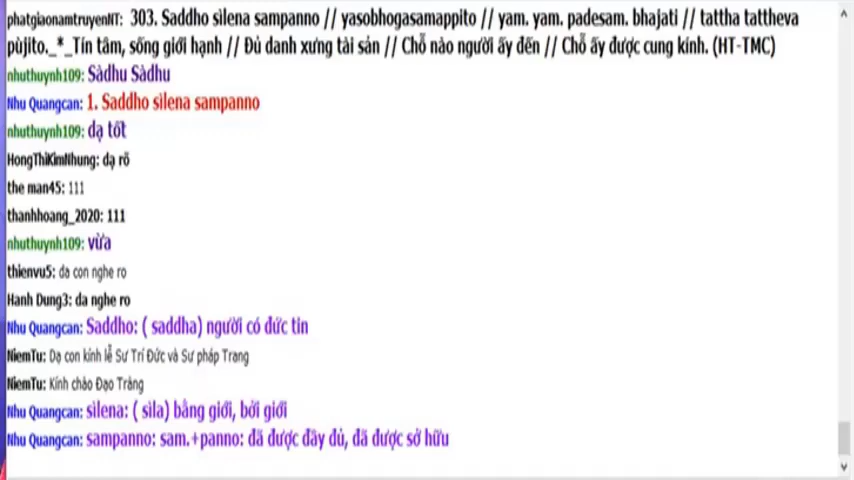 phatgiaonamtruyenNT: 303. Saddho sìlena sampanno // yasobhogasamappito // yam. yam. padesam. bhajati // tattha tattheva
pùjito._*_Tín tâm, sống giới hạnh // Đủ danh xưng tài sản // Chỗ nào người ấy đến // Chỗ ấy được cung kính. (HT-TMC)
nhuthuynh109: Sàdhu Sàdhu
Nhu Quangcan: 1. Saddho sìlena sampanno
nhuthuynh109: dạ tốt
HongThiKimNhung: dạ rõ
the man45: 111
thanhhoang_2020: 111
nhuthuynh109: vừa
thienvu5: da con nghe ro
Hanh Dung3: da nghe ro
Nhu Quangcan: Saddho: ( saddha) người có đức tin
NiemTu: Dạ con kính lễ Sư Trí Đức và Sư pháp Trang
NiemTu: Kính chào Đạo Tràng
Nhu Quangcan: sìlena: ( sìla) bằng giới, bởi giới
Nhu Quangcan: sampanno: sam.+panno: đã được đầy đủ, đã được sở hữu